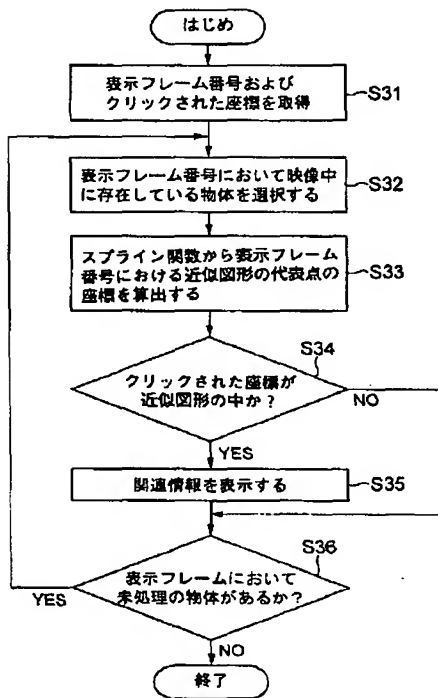 はじめ
表示フレーム番号および
クリックされた座標を取得
S31
表示フレーム番号において映像中
に存在している物体を選択する
S32
スプライン関数から表示フレーム
番号における近似図形の代表点の
座標を算出する
S33
S34
クリックされた座標が
近似図形の中か?
NO
YES
関連情報を表示する
S35
S36
表示フレームにおいて
未処理の物体があるか?
YES
NO
終了